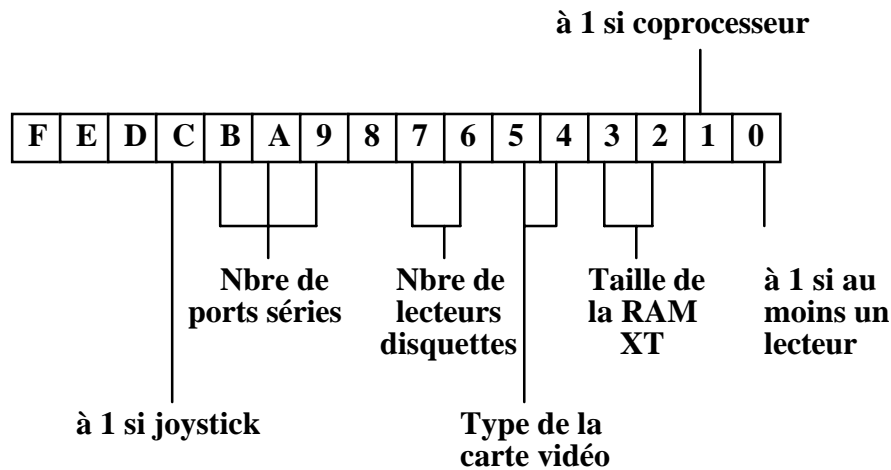 à 1 si coprocesseur
F E D C B A 9 8 7 6 5 4 3 2 1 0
Nbre de
ports séries
Nbre de
lecteurs
disquettes
Taille de
la RAM
XT
à 1 si au
moins un
lecteur
à 1 si joystick
Type de la
carte vidéo